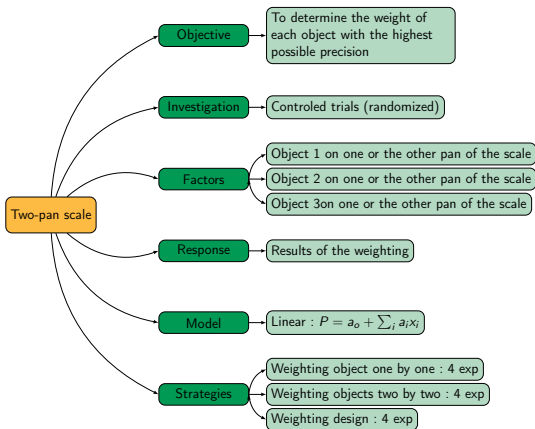 To determine the weight of
each object with the highest
possible precision
Objective
Investigation
Controled trials (randomized)
Object 1 on one or the other pan of the scale
Factors
Object 2 on one or the other pan of the scale
Object 3on one or the other pan of the scale
Two-pan scale
Response
Results of the weighting
Model
Linear : P = a_o + ∑_i a_i x_i
Weighting object one by one : 4 exp
Strategies
Weighting objects two by two : 4 exp
Weighting design : 4 exp